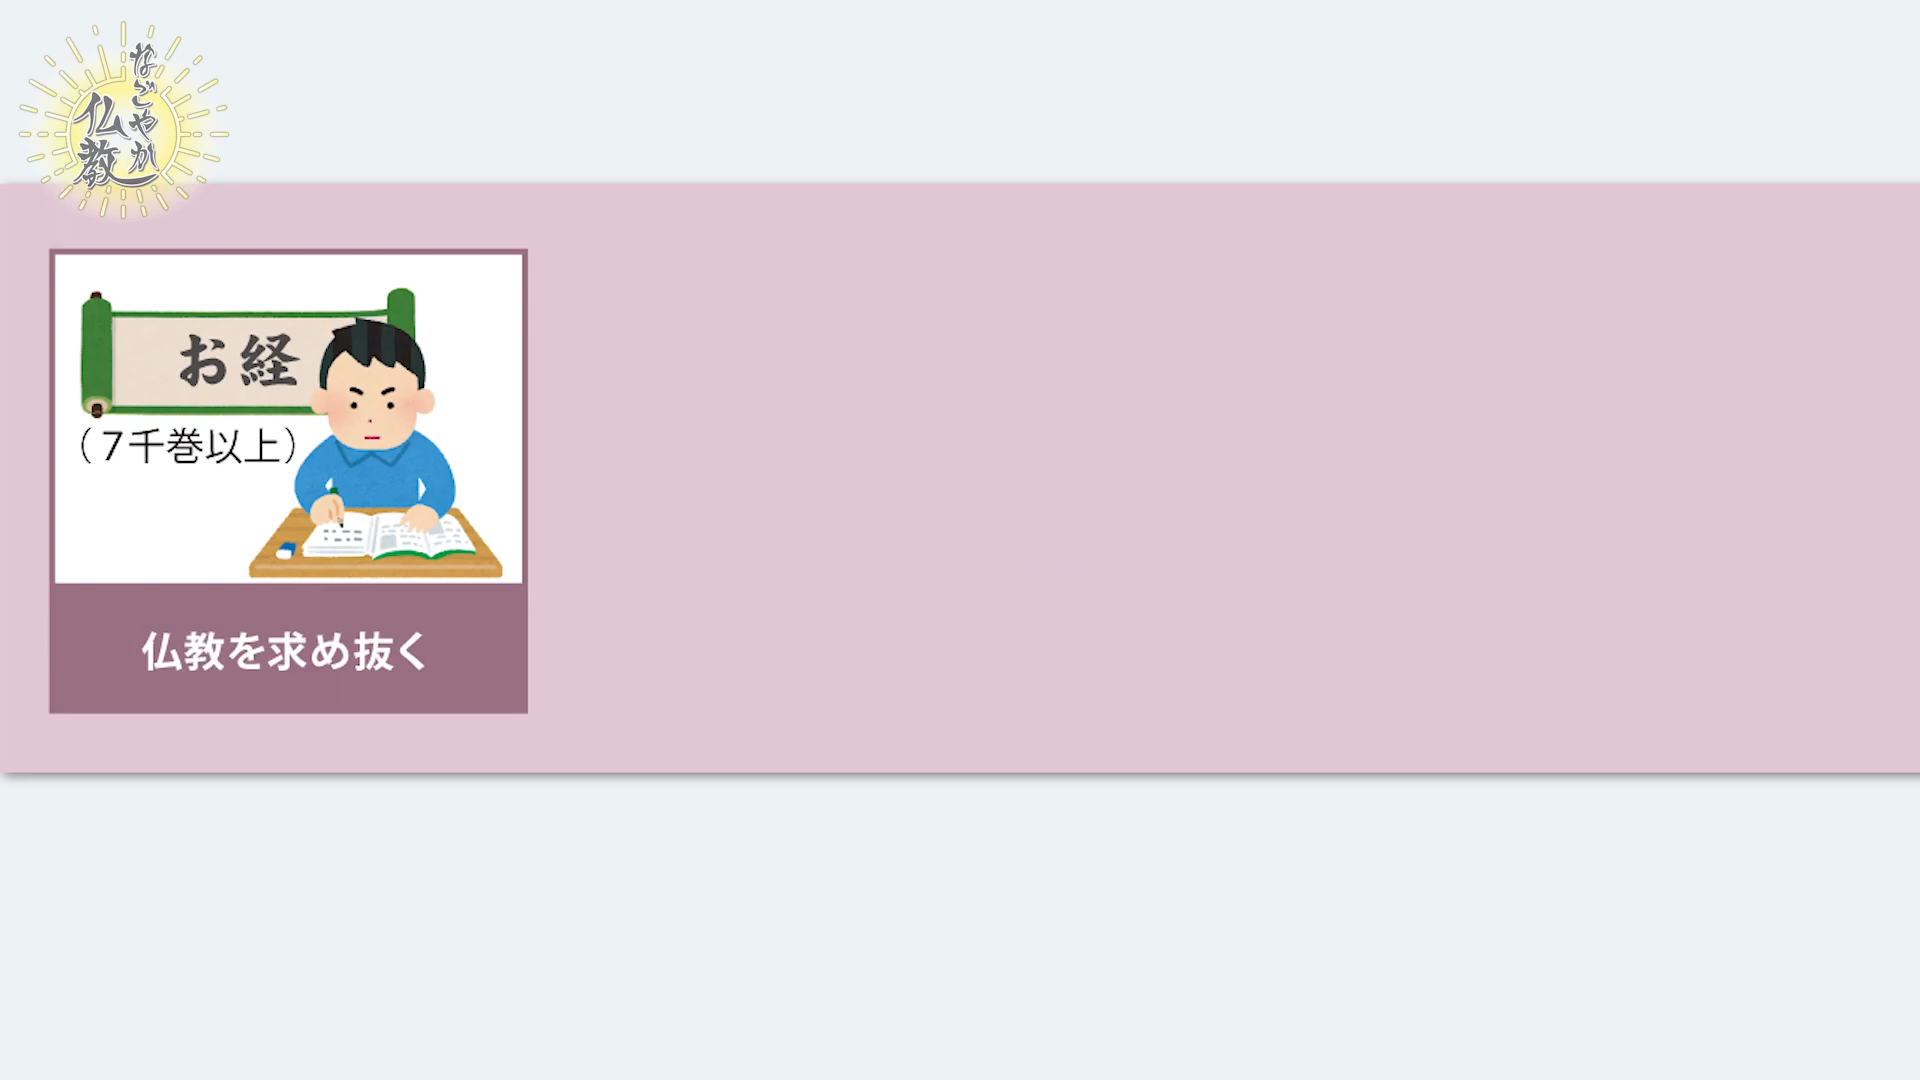 なごやか
仏教
お経
（7千巻以上）
仏教を求め抜く